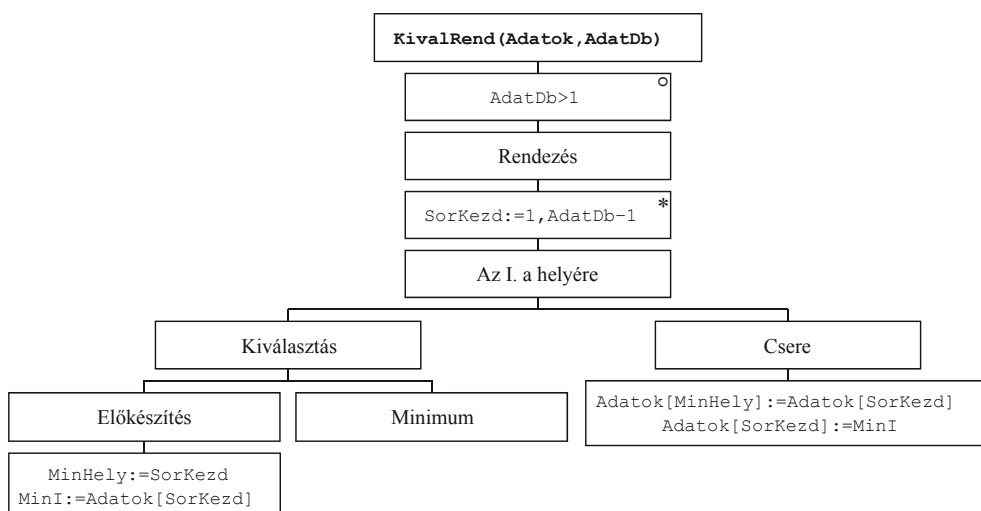 KivalRend(Adatok,AdatDb)
AdatDb>1
Rendezés
SorKezd:=1,AdatDb-1 *
Az I. a helyére
Kiválasztás
Csere
Előkészítés
Minimum
Adatok[MinHely]:=Adatok[SorKezd]
Adatok[SorKezd]:=MinI
MinHely:=SorKezd
MinI:=Adatok[SorKezd]